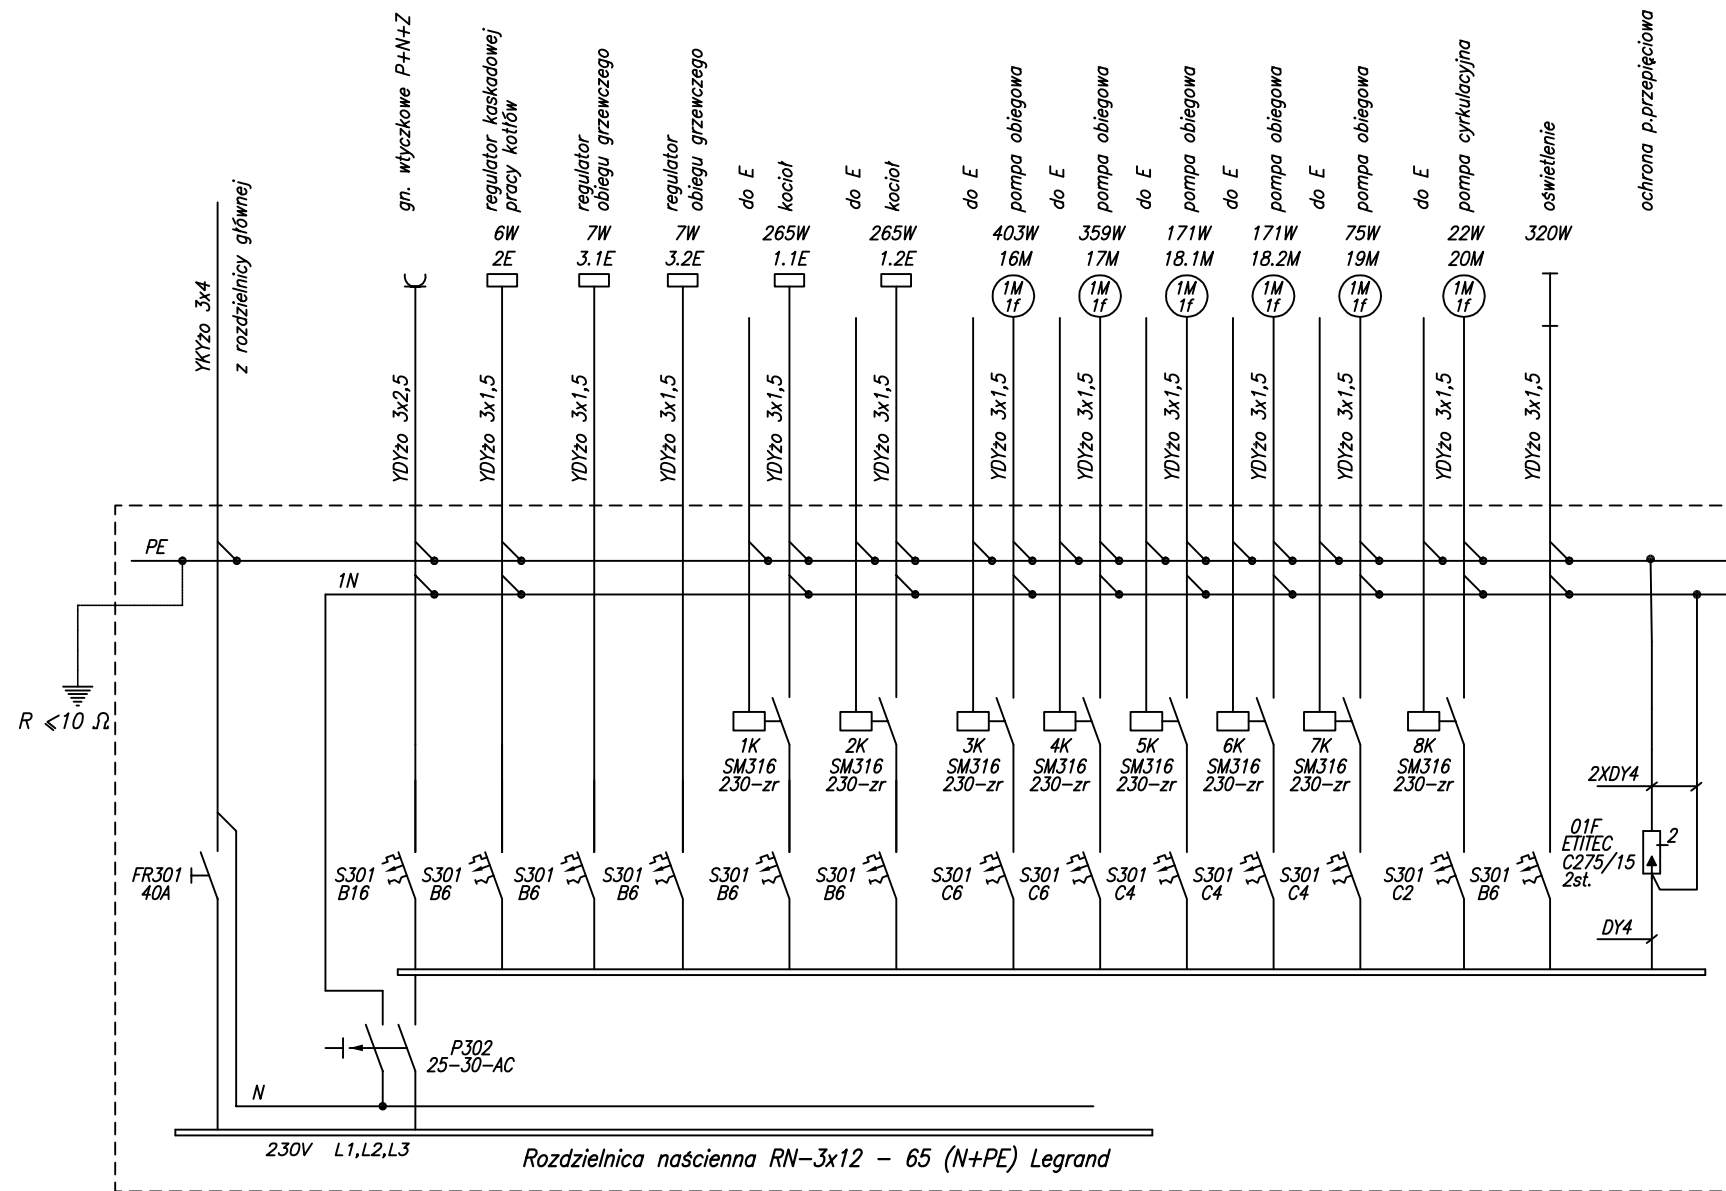 YKYżo 3x4
z rozdzielnicy głównej
gn. wtyczkowe P+N+Z
regulator kaskadowej
pracy kotłów
regulator
obiegu grzewczego
regulator
obiegu grzewczego
do E
kocioł
do E
kocioł
do E
pompa obiegowa
do E
pompa obiegowa
do E
pompa obiegowa
do E
pompa obiegowa
do E
pompa obiegowa
do E
pompa cyrkulacyjna
oświetlenie
ochrona p.przepięciowa
6W
2E
7W
3.1E
7W
3.2E
265W
1.1E
265W
1.2E
403W
16M
359W
17M
171W
18.1M
171W
18.2M
75W
19M
22W
20M
320W
1M
1f
1M
1f
1M
1f
1M
1f
1M
1f
1M
1f
YDYżo 3x2,5
YDYżo 3x1,5
YDYżo 3x1,5
YDYżo 3x1,5
YDYżo 3x1,5
YDYżo 3x1,5
YDYżo 3x1,5
YDYżo 3x1,5
YDYżo 3x1,5
YDYżo 3x1,5
YDYżo 3x1,5
YDYżo 3x1,5
YDYżo 3x1,5
PE
1N
R ⩽10 Ω
1K
SM316
230-zr
2K
SM316
230-zr
3K
SM316
230-zr
4K
SM316
230-zr
5K
SM316
230-zr
6K
SM316
230-zr
7K
SM316
230-zr
8K
SM316
230-zr
2XDY4
01F
ETITEC
C275/15
2st.
2
DY4
FR301
40A
S301
B16
S301
B6
S301
B6
S301
B6
S301
B6
S301
B6
S301
C6
S301
C6
S301
C4
S301
C4
S301
C4
S301
C2
S301
B6
P302
25-30-AC
N
230V L1,L2,L3
Rozdzielnica naścienna RN-3x12 - 65 (N+PE) Legrand